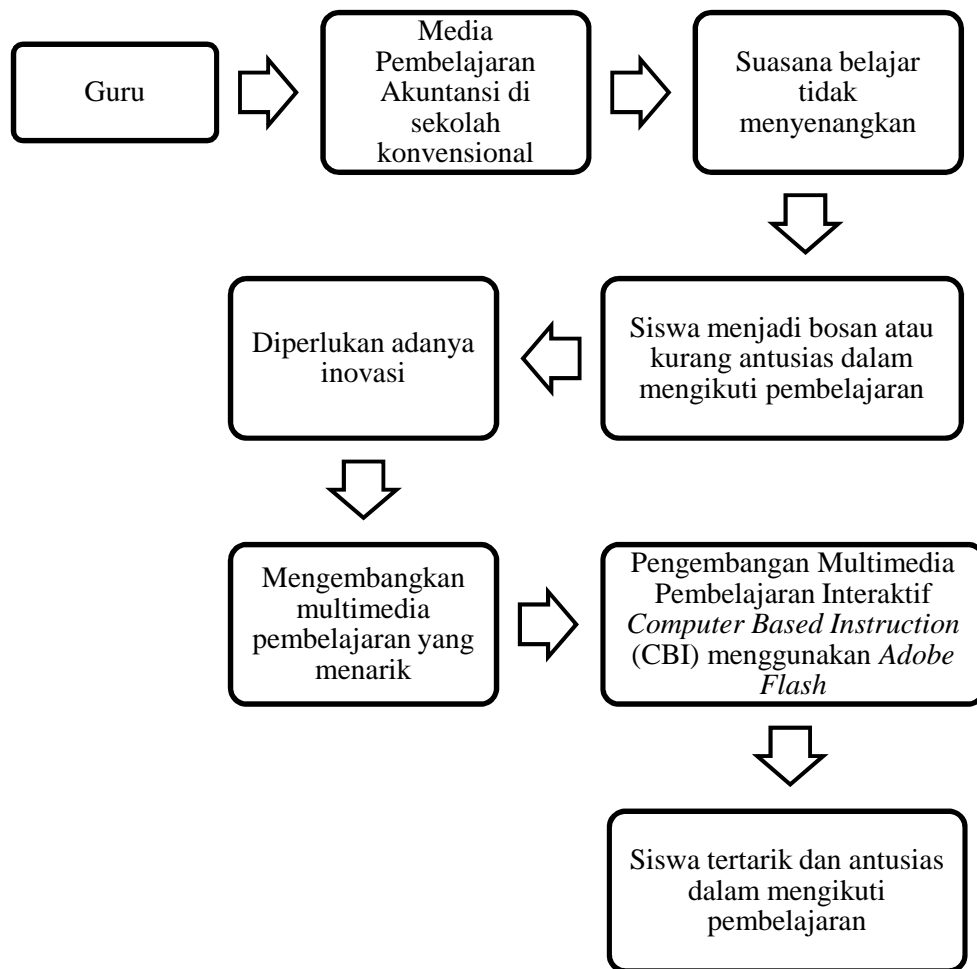 Guru
Media
Pembelajaran
Akuntansi di
sekolah
konvensional
Suasana belajar
tidak
menyenangkan
Siswa menjadi bosan atau
kurang antusias dalam
mengikuti pembelajaran
Diperlukan adanya
inovasi
Mengembangkan
multimedia
pembelajaran yang
menarik
Pengembangan Multimedia
Pembelajaran Interaktif
Computer Based Instruction
(CBI) menggunakan Adobe
Flash
Siswa tertarik dan antusias
dalam mengikuti
pembelajaran